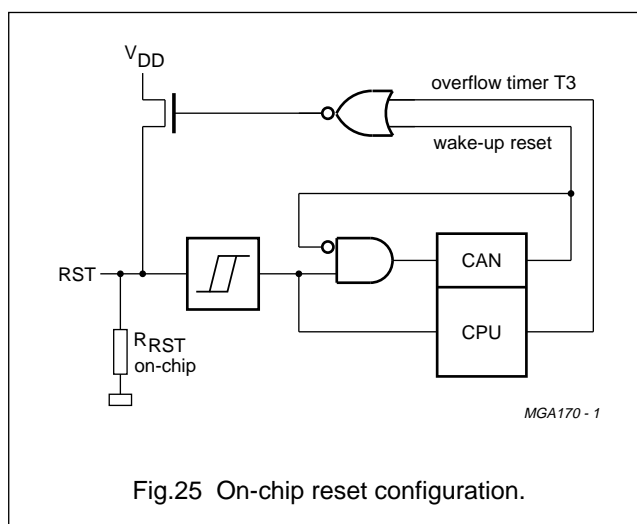 VDD
overflow timer T3
wake-up reset
RST
CAN
CPU
RRST
on-chip
MGA170 - 1
Fig.25 On-chip reset configuration.